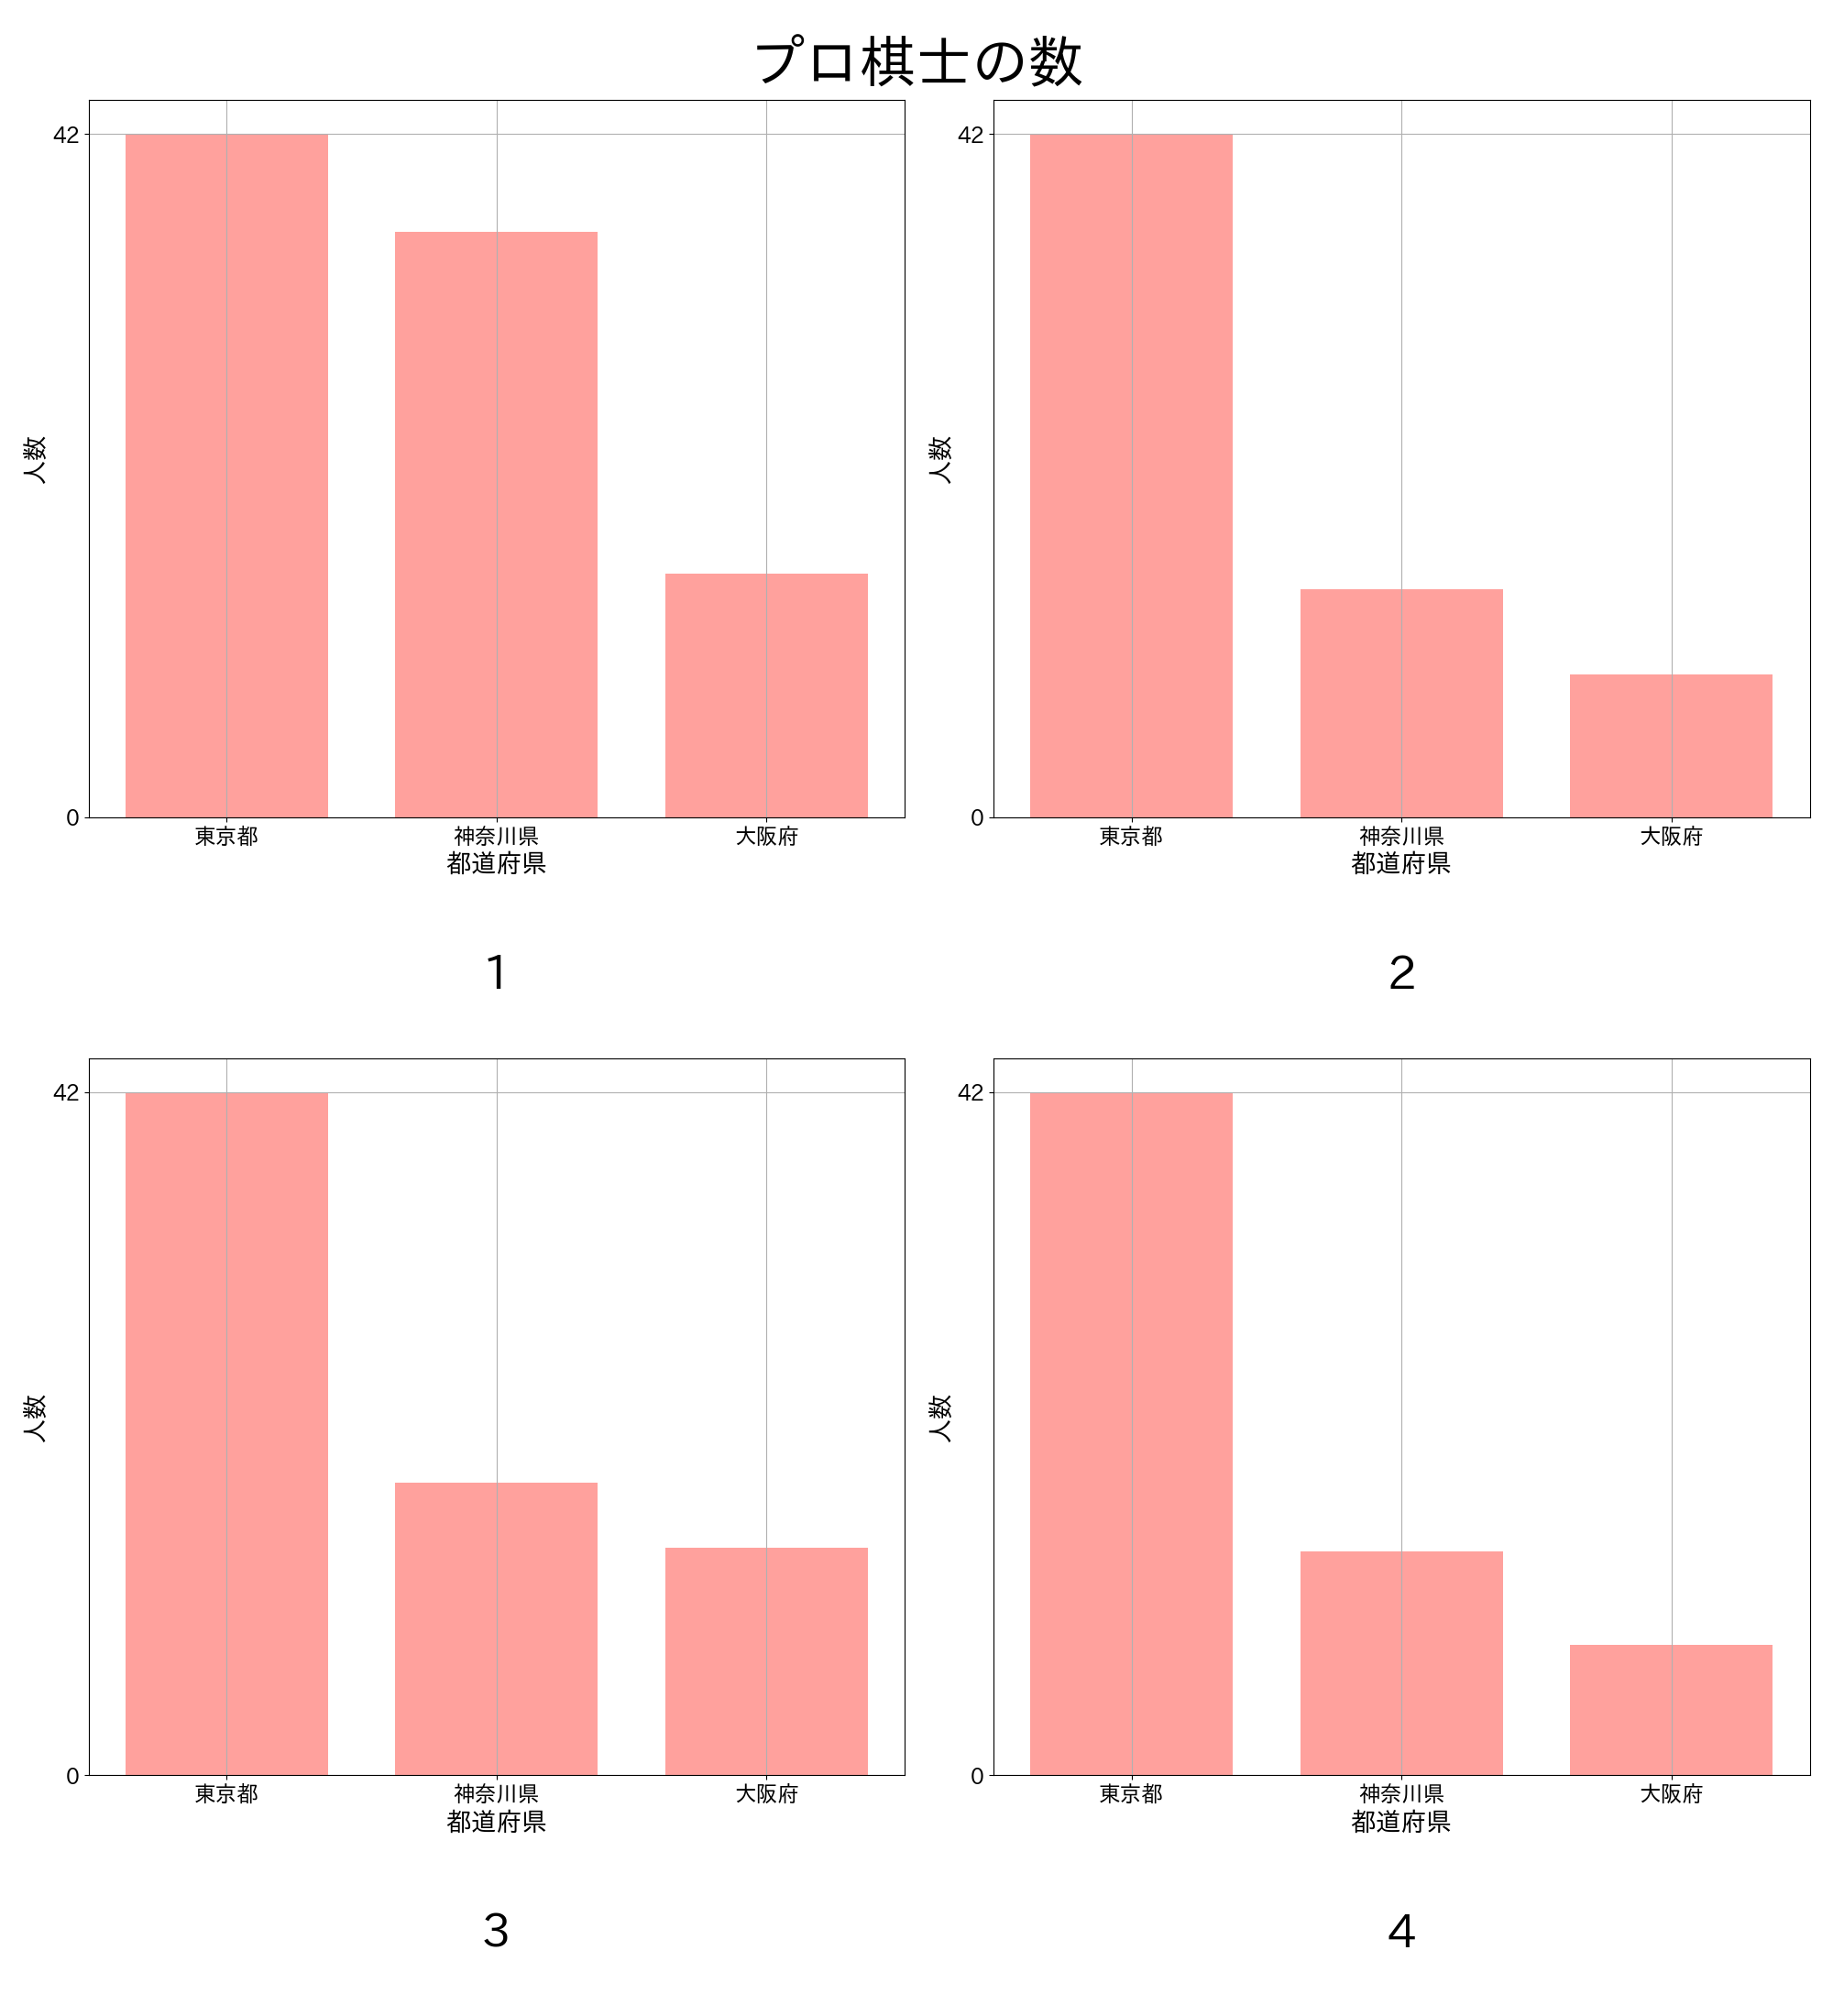 プロ棋士の数
42
0
人数
東京都 神奈川県 大阪府
都道府県
1
42
0
人数
東京都 神奈川県 大阪府
都道府県
2
42
0
人数
東京都 神奈川県 大阪府
都道府県
3
42
0
人数
東京都 神奈川県 大阪府
都道府県
4